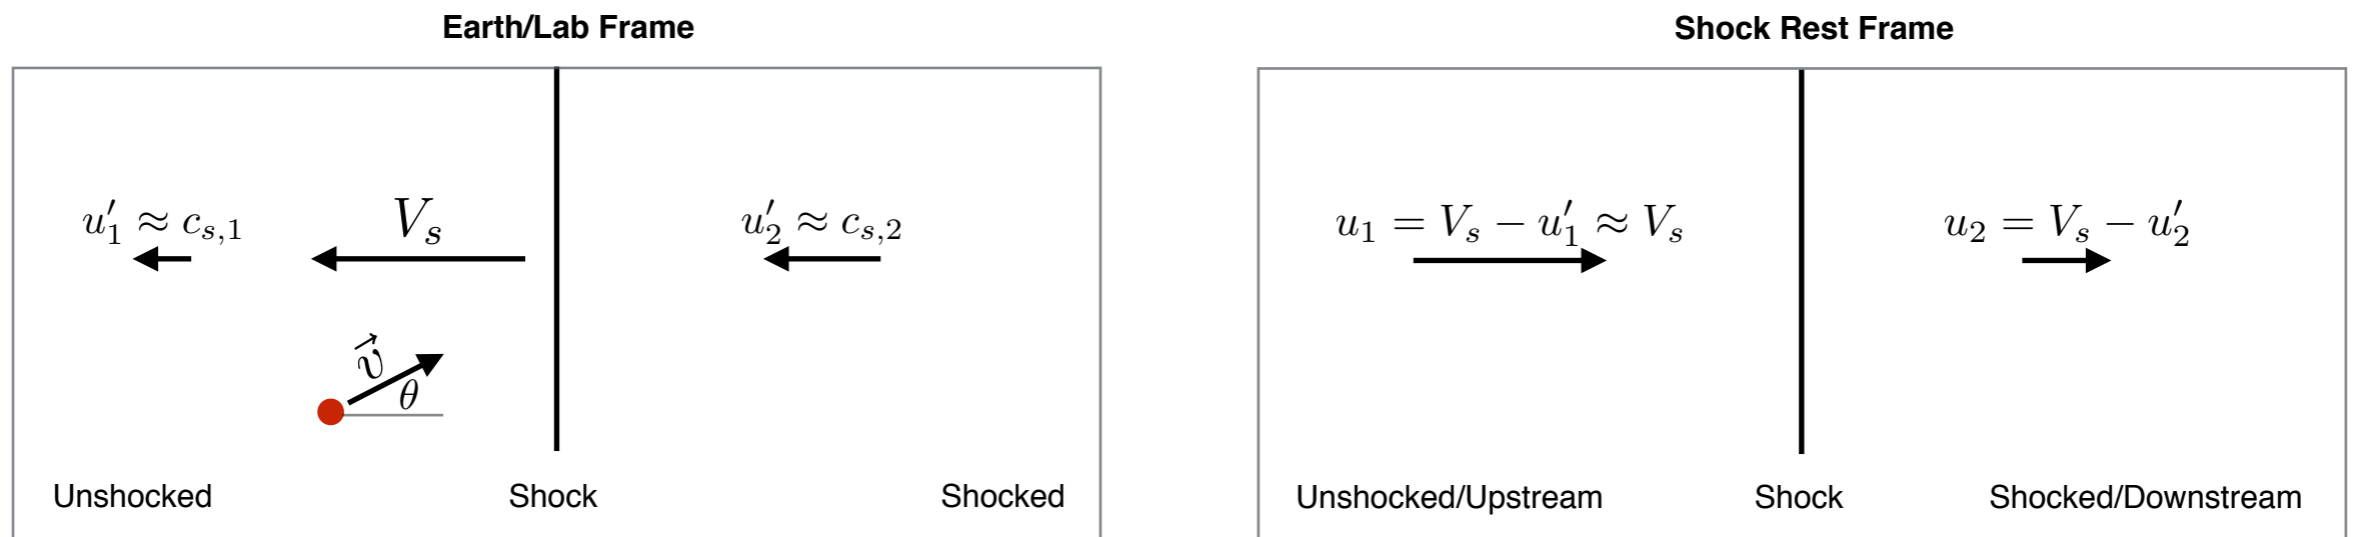 Earth/Lab Frame
u′₁ ≈ c_{s,1}
V_s
u′₂ ≈ c_{s,2}
v⃗
θ
Unshocked
Shock
Shocked
Shock Rest Frame
u₁ = V_s − u′₁ ≈ V_s
u₂ = V_s − u′₂
Unshocked/Upstream
Shock
Shocked/Downstream